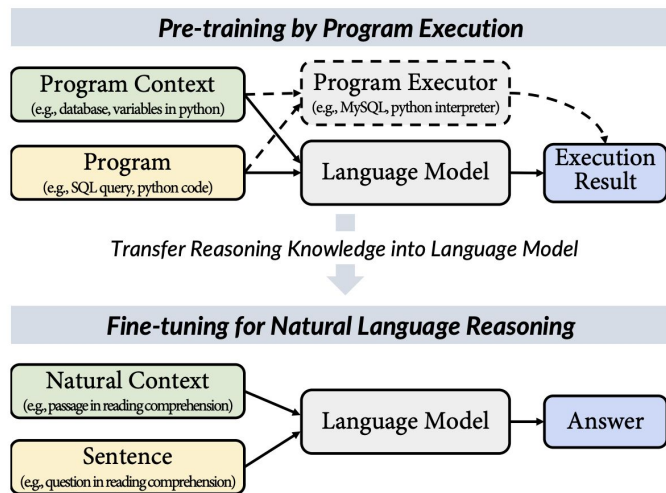 Pre-training by Program Execution
Program Context
(e.g., database, variables in python)
Program Executor
(e.g., MySQL, python interpreter)
Program
(e.g., SQL query, python code)
Language Model
Execution
Result
Transfer Reasoning Knowledge into Language Model
Fine-tuning for Natural Language Reasoning
Natural Context
(e.g., passage in reading comprehension)
Language Model
Answer
Sentence
(e.g., question in reading comprehension)